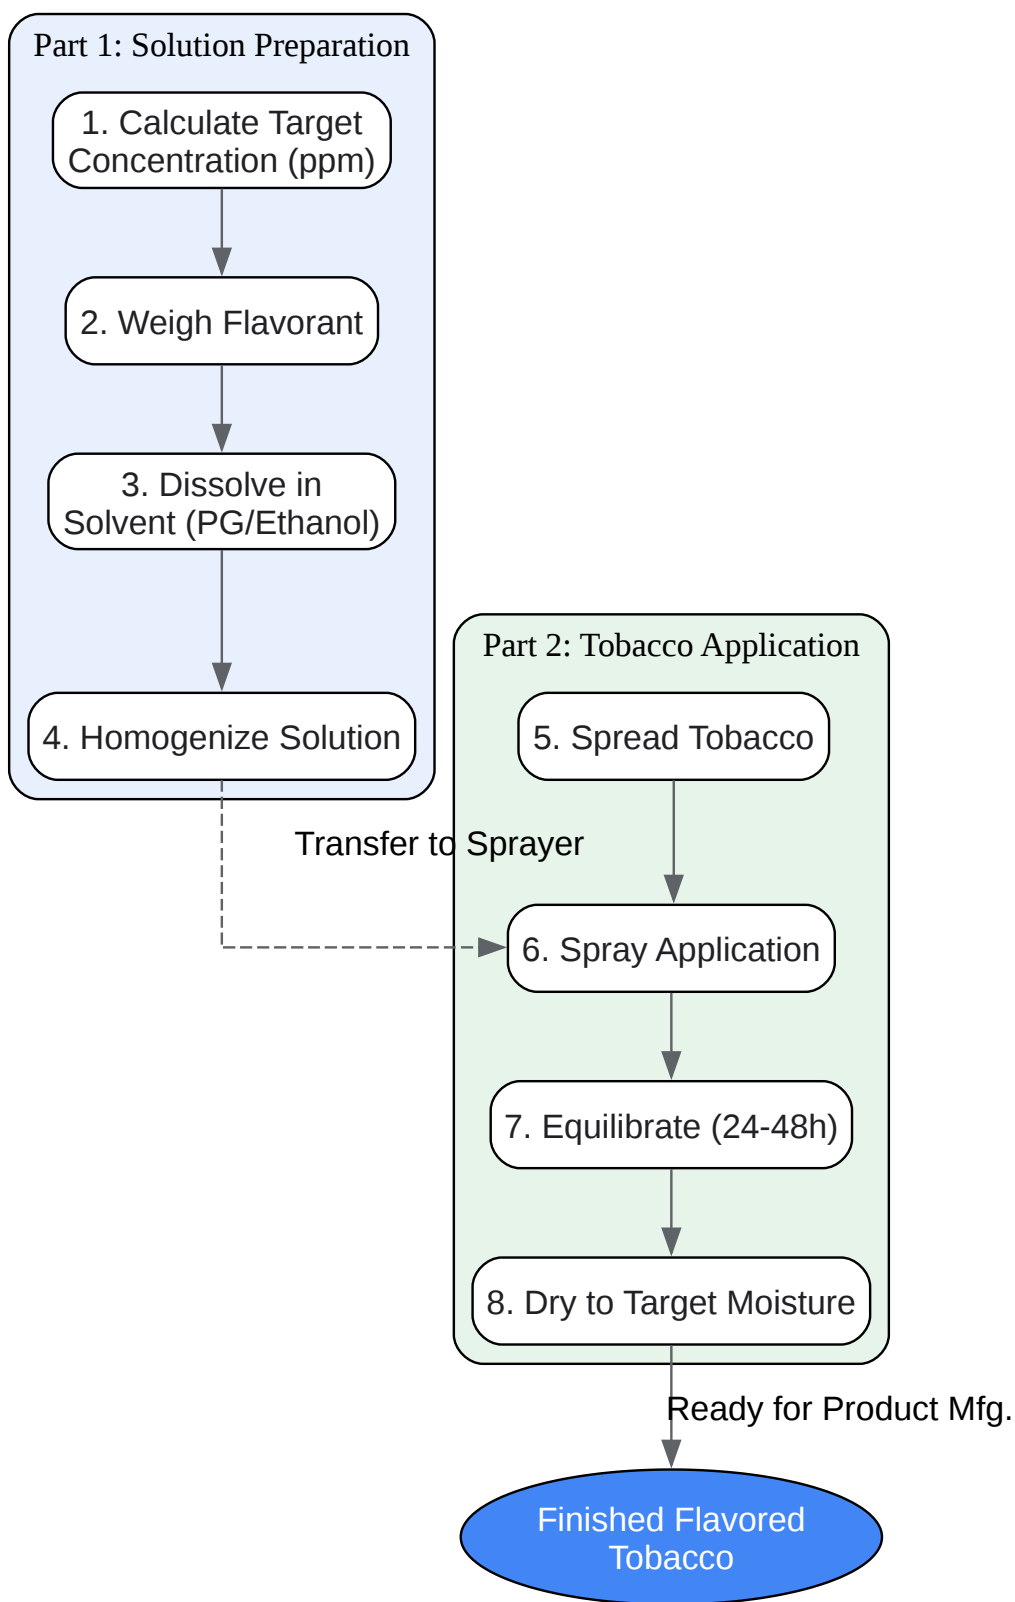 Part 1: Solution Preparation
1. Calculate Target
Concentration (ppm)
2. Weigh Flavorant
3. Dissolve in
Solvent (PG/Ethanol)
4. Homogenize Solution
Transfer to Sprayer
Part 2: Tobacco Application
5. Spread Tobacco
6. Spray Application
7. Equilibrate (24-48h)
8. Dry to Target Moisture
Ready for Product Mfg.
Finished Flavored
Tobacco